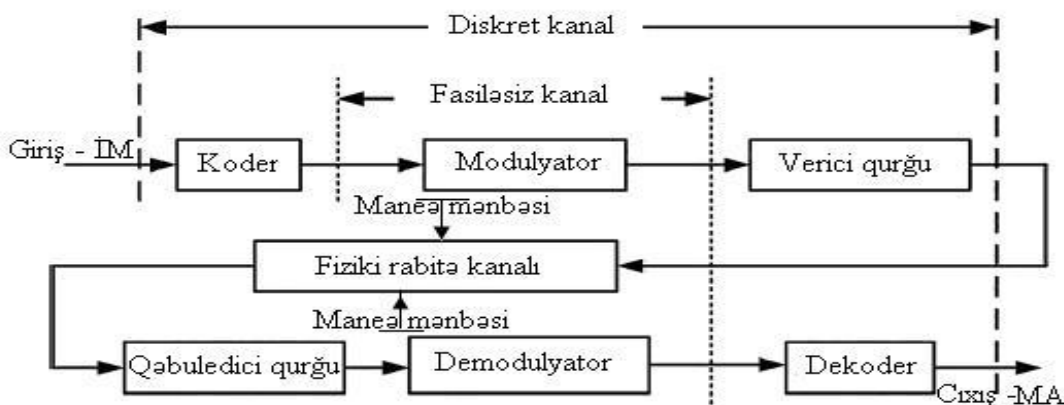 Diskret kanal
Fasiləsiz kanal
Giriş - İM
Koder
Modulyator
Verici qurğu
Maneə mənbəsi
Fiziki rabitə kanalı
Maneə mənbəsi
Qəbuledici qurğu
Demodulyator
Dekoder
Cıxış -MA